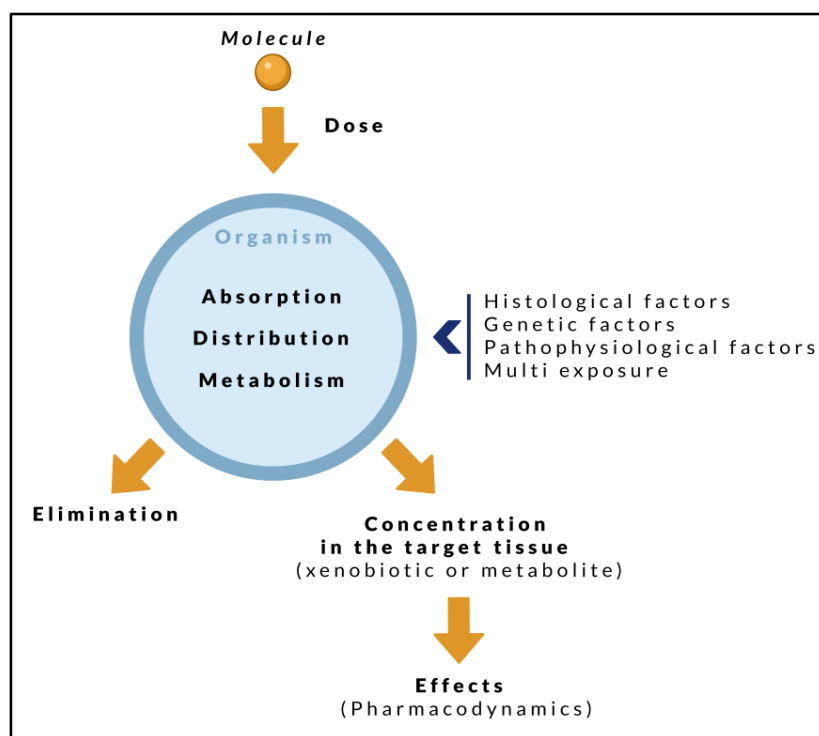 Molecule
Dose
Organism
Absorption
Distribution
Metabolism
Histological factors
Genetic factors
Pathophysiological factors
Multi exposure
Elimination
Concentration
in the target tissue
(xenobiotic or metabolite)
Effects
(Pharmacodynamics)